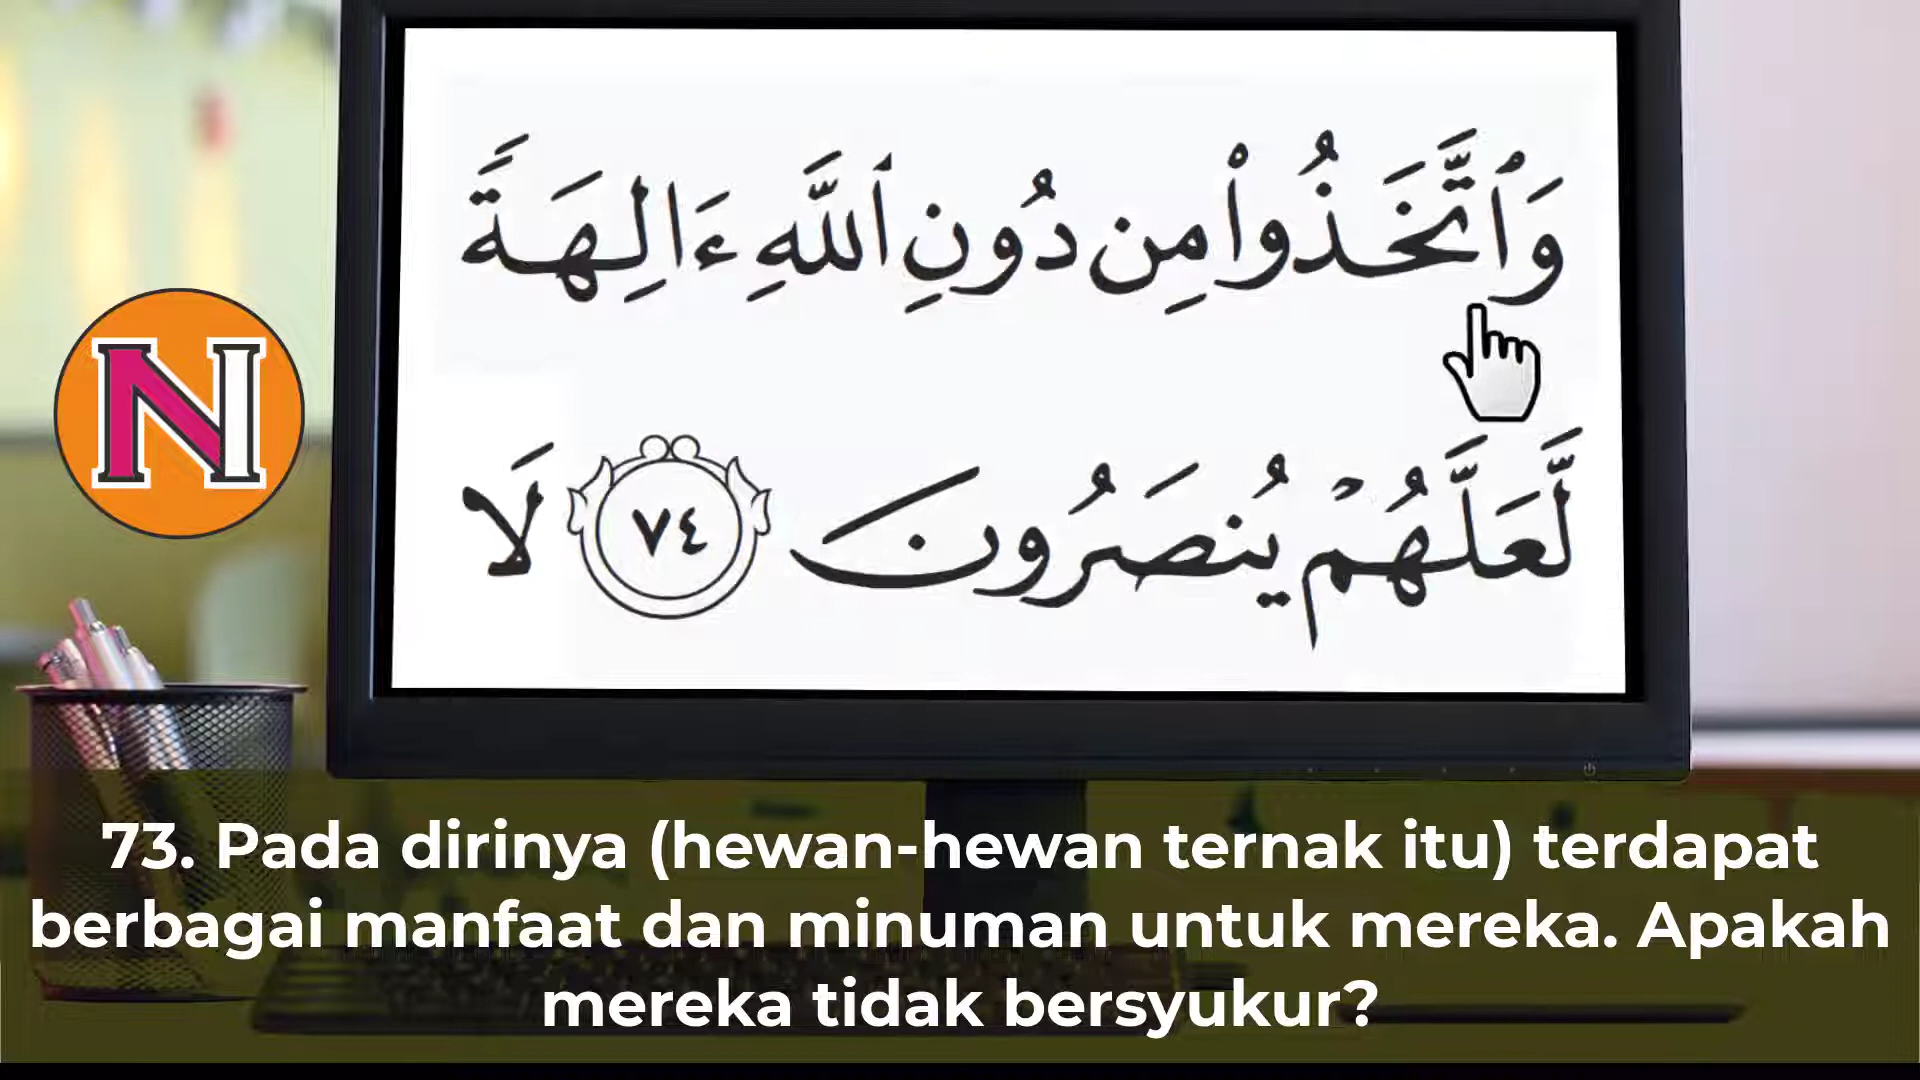 وَٱتَّخَذُوا۟ مِن دُونِ ٱللَّهِ ءَالِهَةً
لَّعَلَّهُمْ يُنصَرُونَ ٧٤ لَا
N
73. Pada dirinya (hewan-hewan ternak itu) terdapat
berbagai manfaat dan minuman untuk mereka. Apakah
mereka tidak bersyukur?